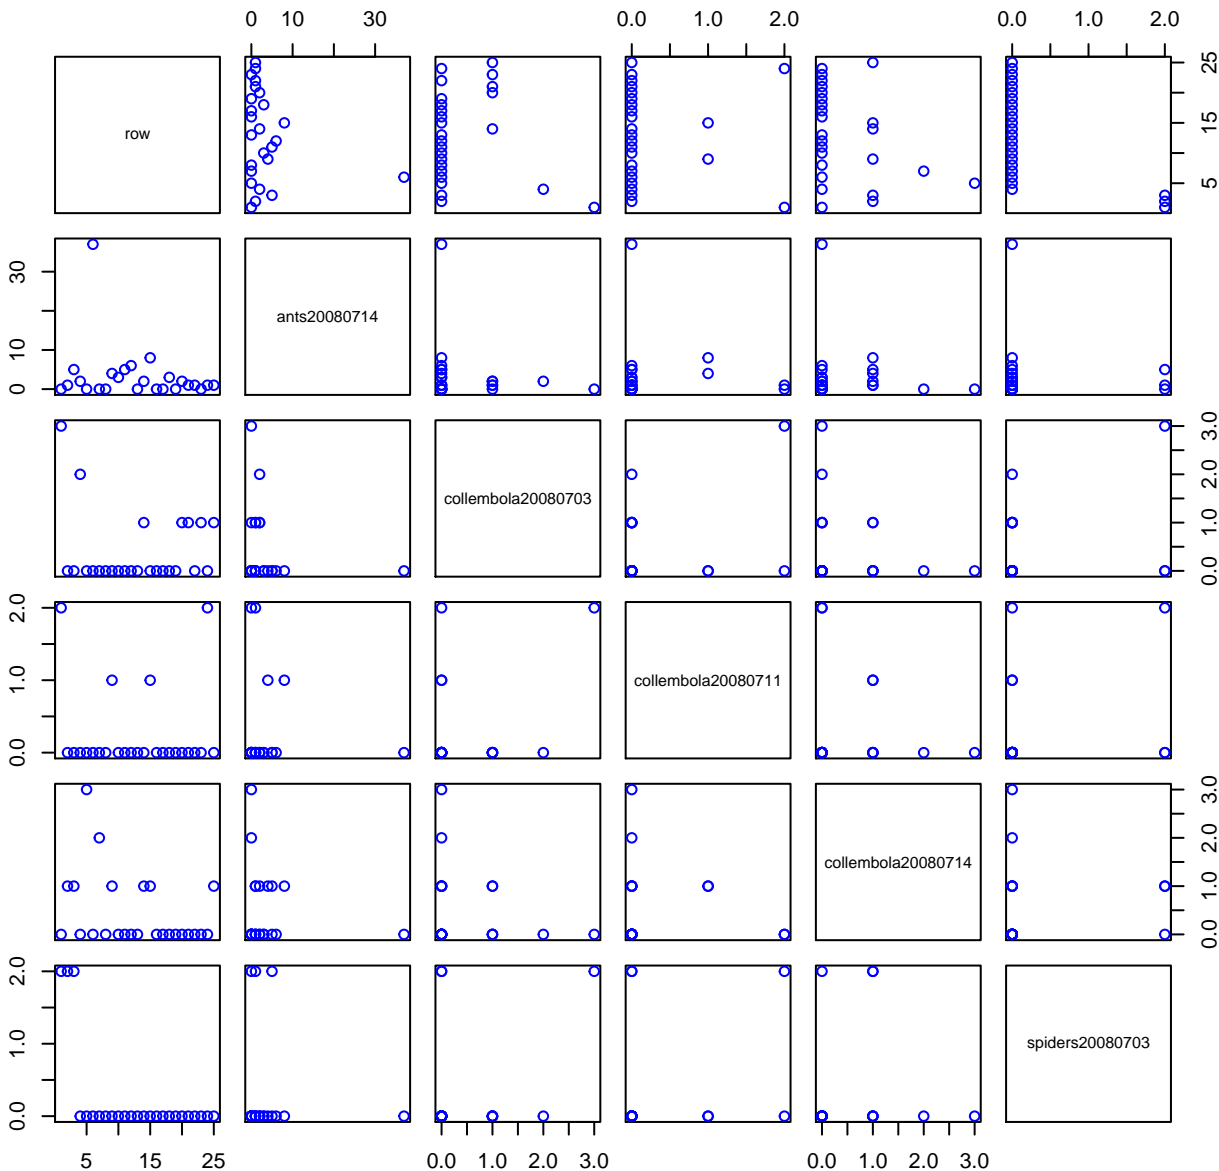 0 10 30 0.0 1.0 2.0 0.0 1.0 2.0
row 5 15 25
0 10 30 ants20080714
collembola20080703 0.0 1.0 2.0 3.0
0.0 1.0 2.0 collembola20080711
collembola20080714 0.0 1.0 2.0 3.0
0.0 1.0 2.0 spiders20080703
5 15 25 0.0 1.0 2.0 3.0 0.0 1.0 2.0 3.0